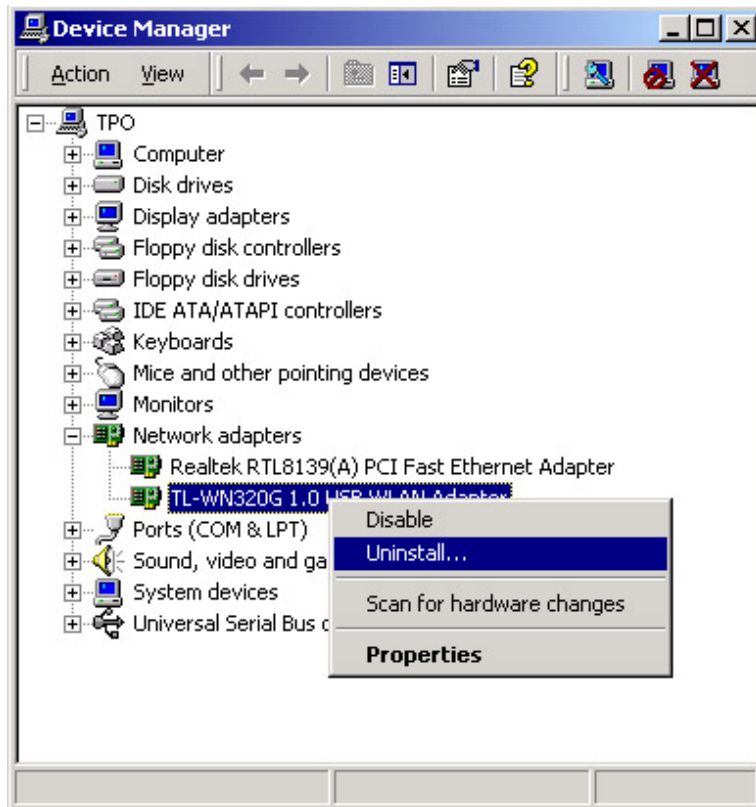 Device Manager
Action View
TPO
Computer
Disk drives
Display adapters
Floppy disk controllers
Floppy disk drives
IDE ATA/ATAPI controllers
Keyboards
Mice and other pointing devices
Monitors
Network adapters
Realtek RTL8139(A) PCI Fast Ethernet Adapter
TL-WN320G 1.0 USB WLAN Adapter
Disable
Ports (COM & LPT)
Uninstall...
Sound, video and ga
System devices
Scan for hardware changes
Universal Serial Bus c
Properties